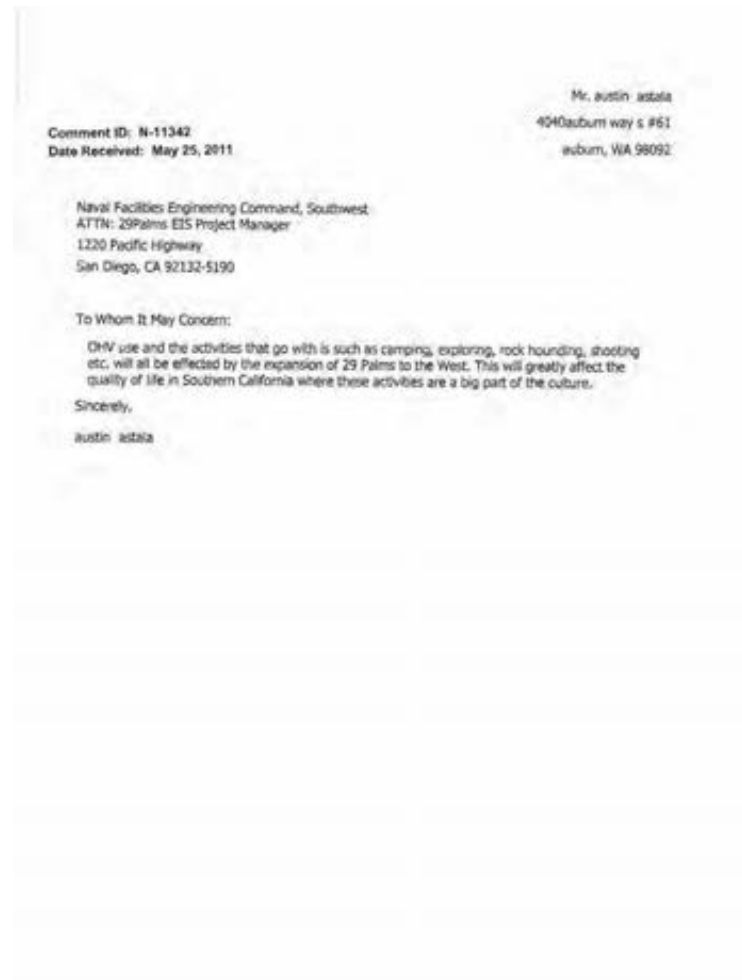 Mr. austin astala
4040auburn way s #61
auburn, WA 98092
Comment ID: N-11342
Date Received: May 25, 2011
Naval Facilities Engineering Command, Southwest
ATTN: 29Palms EIS Project Manager
1220 Pacific Highway
San Diego, CA 92132-5190
To Whom It May Concern:
OHV use and the activities that go with is such as camping, exploring, rock hounding, shooting
etc. will all be effected by the expansion of 29 Palms to the West. This will greatly affect the
quality of life in Southern California where these activities are a big part of the culture.
Sincerely,
austin astala